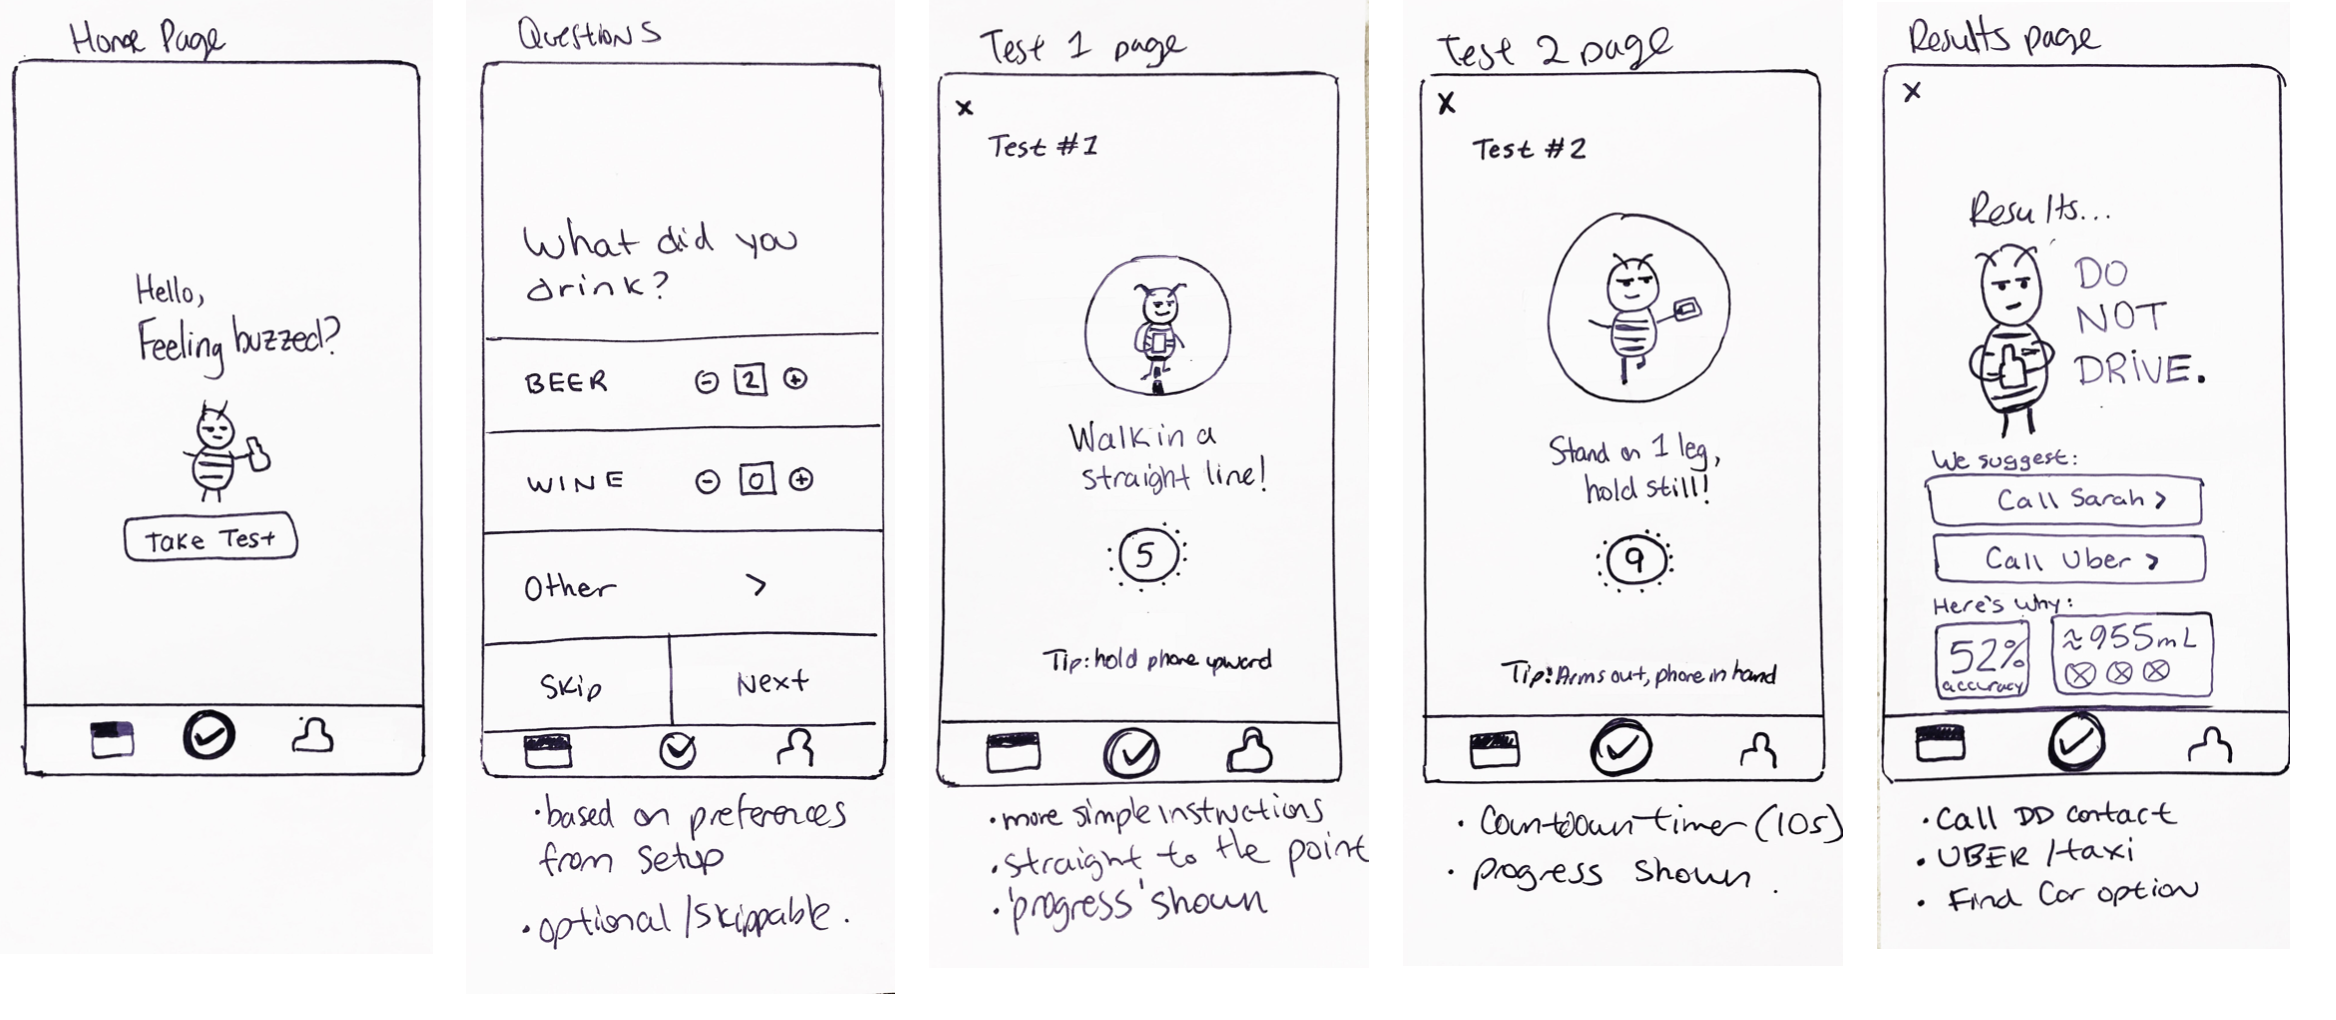 Home Page
Hello,
Feeling buzzed?
Take Test
Questions
What did you
drink?
BEER 2
WINE 0
Other >
Skip Next
•based on preferences
from setup
•optional/skippable.
Test 1 page
x
Test #1
Walk in a
straight line!
5
Tip: hold phone upward
•more simple instructions
•straight to the point
•'progress' shown
Test 2 page
X
Test #2
Stand on 1 leg,
hold still!
9
Tip: Arms out, phone in hand
• Countdown timer (10s)
• Progress shown.
Results page
X
Results...
DO
NOT
DRIVE.
We suggest:
Call Sarah >
Call Uber >
Here's why:
52%
accuracy
≈955mL
• Call DD contact
• UBER /taxi
• Find Car option